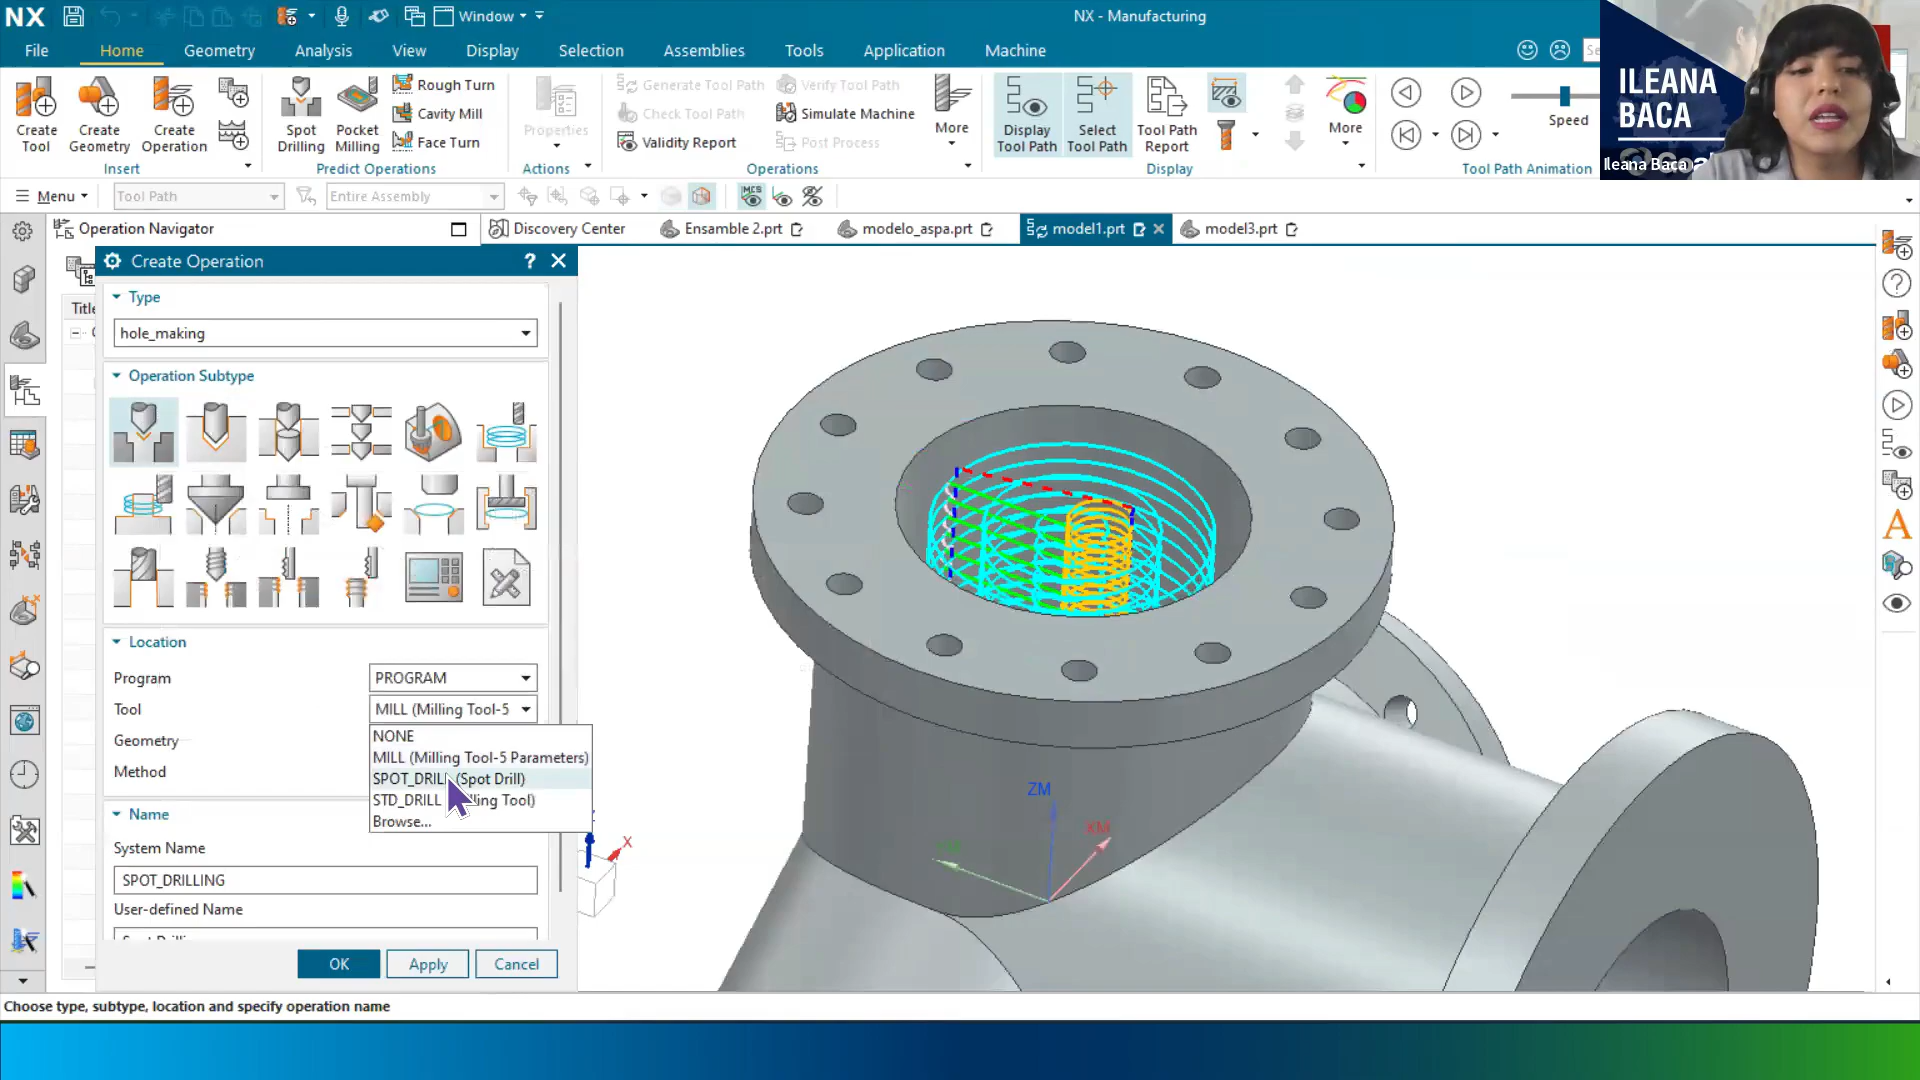 NX
Window
NX - Manufacturing
File
Home
Geometry
Analysis
View
Display
Selection
Assemblies
Tools
Application
Machine
Create Tool
Create Geometry
Create Operation
Insert
Spot Drilling
Pocket Milling
Rough Turn
Cavity Mill
Face Turn
Predict Operations
Properties
Actions
Generate Tool Path
Check Tool Path
Validity Report
Verify Tool Path
Simulate Machine
Post Process
More
Operations
Display Tool Path
Select Tool Path
Tool Path Report
More
Display
Speed
Tool Path Animation
ILEANA
BACA
Ileana Baca
Menu
Tool Path
Entire Assembly
MCS
Operation Navigator
Discovery Center
Ensamble 2.prt
modelo_aspa.prt
model1.prt
model3.prt
Create Operation
?
Type
hole_making
Operation Subtype
Location
Program
PROGRAM
Tool
MILL (Milling Tool-5
Geometry
NONE
MILL (Milling Tool-5 Parameters)
Method
SPOT_DRILL (Spot Drill)
STD_DRILL
Tool)
Browse...
Name
System Name
SPOT_DRILLING
User-defined Name
OK
Apply
Cancel
ZM
XM
X
A
Choose type, subtype, location and specify operation name